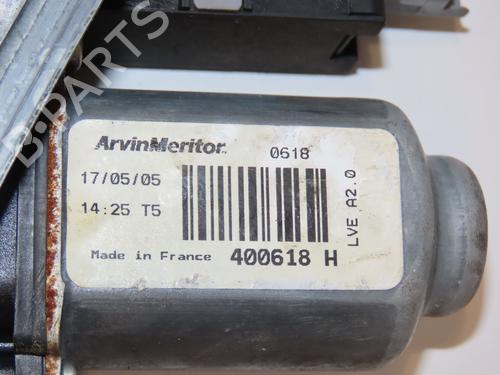 ArvinMeritor 0618
17/05/05
14:25 T5
LVE A2.0
Made in France 400618 H
B-PARTS